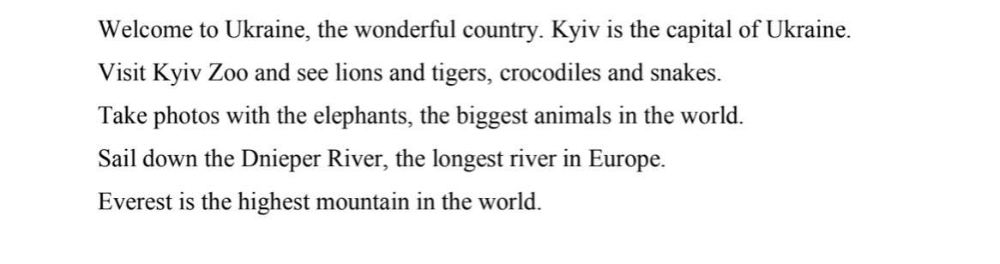 Welcome to Ukraine, the wonderful country. Kyiv is the capital of Ukraine.
Visit Kyiv Zoo and see lions and tigers, crocodiles and snakes.
Take photos with the elephants, the biggest animals in the world.
Sail down the Dnieper River, the longest river in Europe.
Everest is the highest mountain in the world.